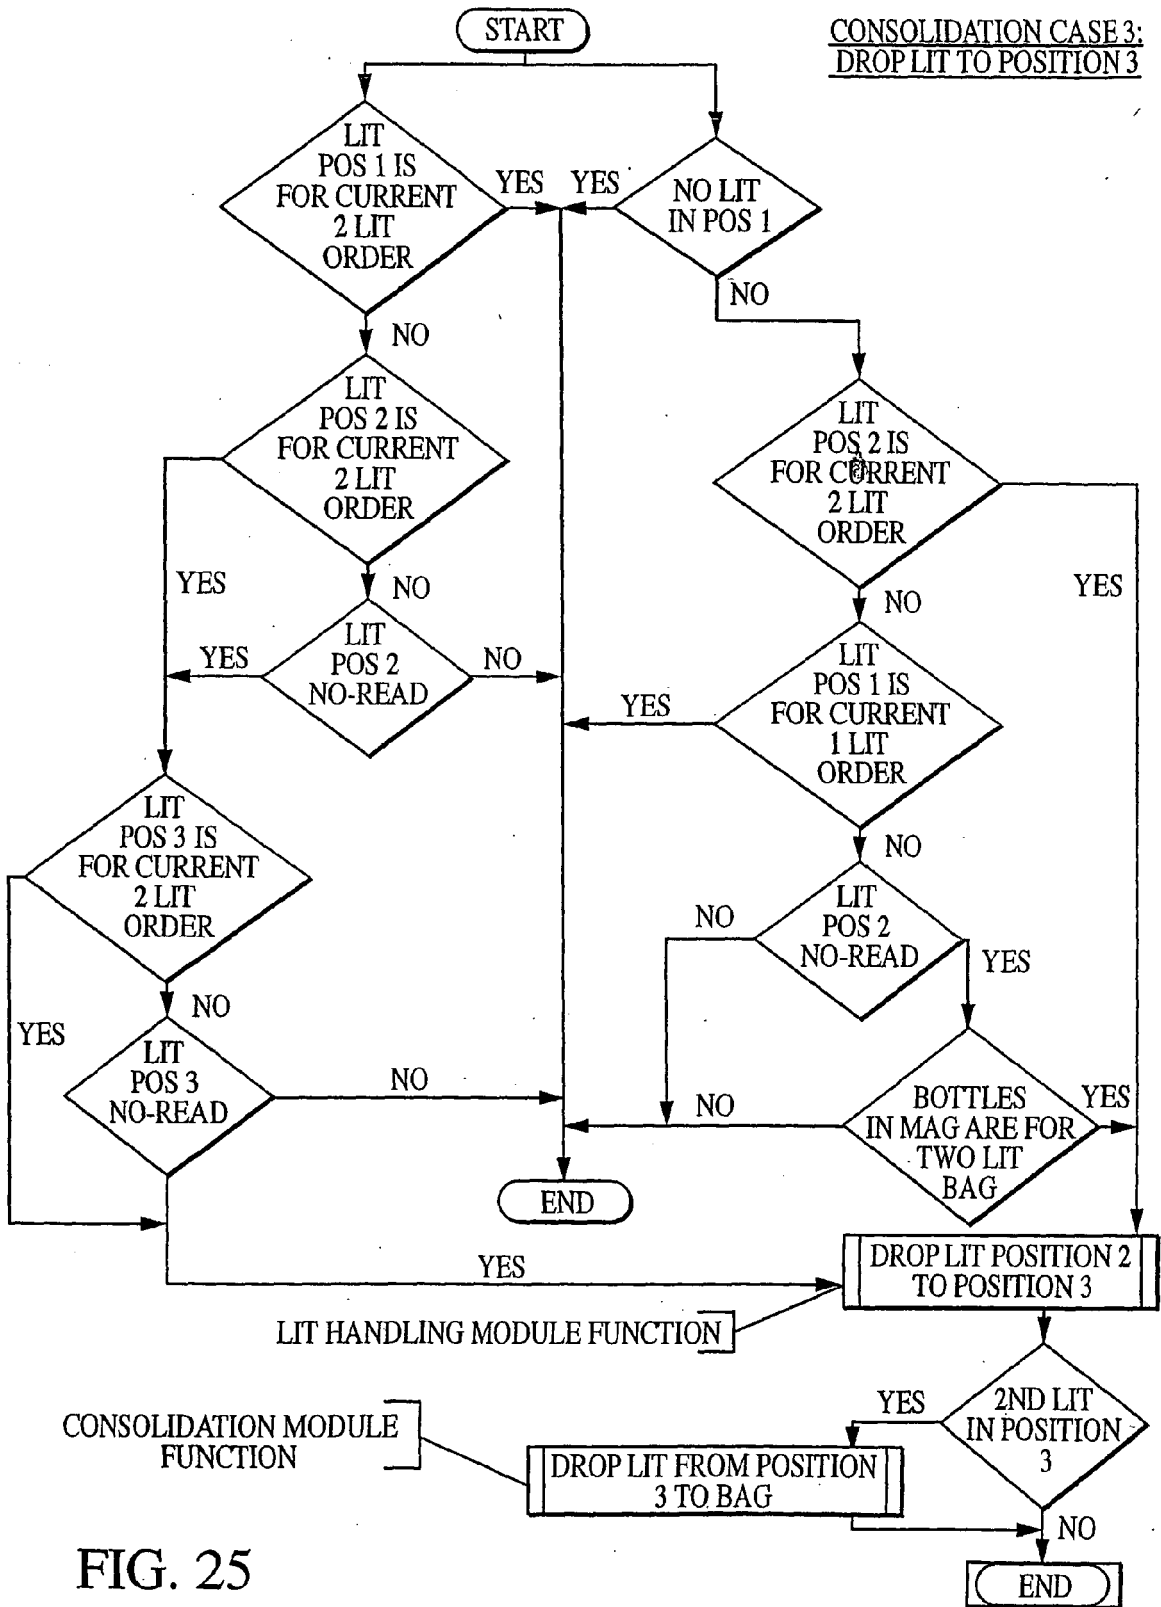 START
CONSOLIDATION CASE 3:
DROP LIT TO POSITION 3
LIT
POS 1 IS
FOR CURRENT
2 LIT
ORDER
YES
YES
NO LIT
IN POS 1
NO
NO
LIT
POS 2 IS
FOR CURRENT
2 LIT
ORDER
LIT
POS 2 IS
FOR CURRENT
2 LIT
ORDER
YES
NO
YES
NO
LIT
POS 2
NO-READ
YES
NO
LIT
POS 1 IS
FOR CURRENT
1 LIT
ORDER
YES
NO
LIT
POS 3 IS
FOR CURRENT
2 LIT
ORDER
LIT
POS 2
NO-READ
NO
YES
NO
YES
LIT
POS 3
NO-READ
NO
NO
BOTTLES
IN MAG ARE FOR
TWO LIT
BAG
YES
END
YES
DROP LIT POSITION 2
TO POSITION 3
LIT HANDLING MODULE FUNCTION
YES
2ND LIT
IN POSITION
3
CONSOLIDATION MODULE
FUNCTION
DROP LIT FROM POSITION
3 TO BAG
NO
END
FIG. 25